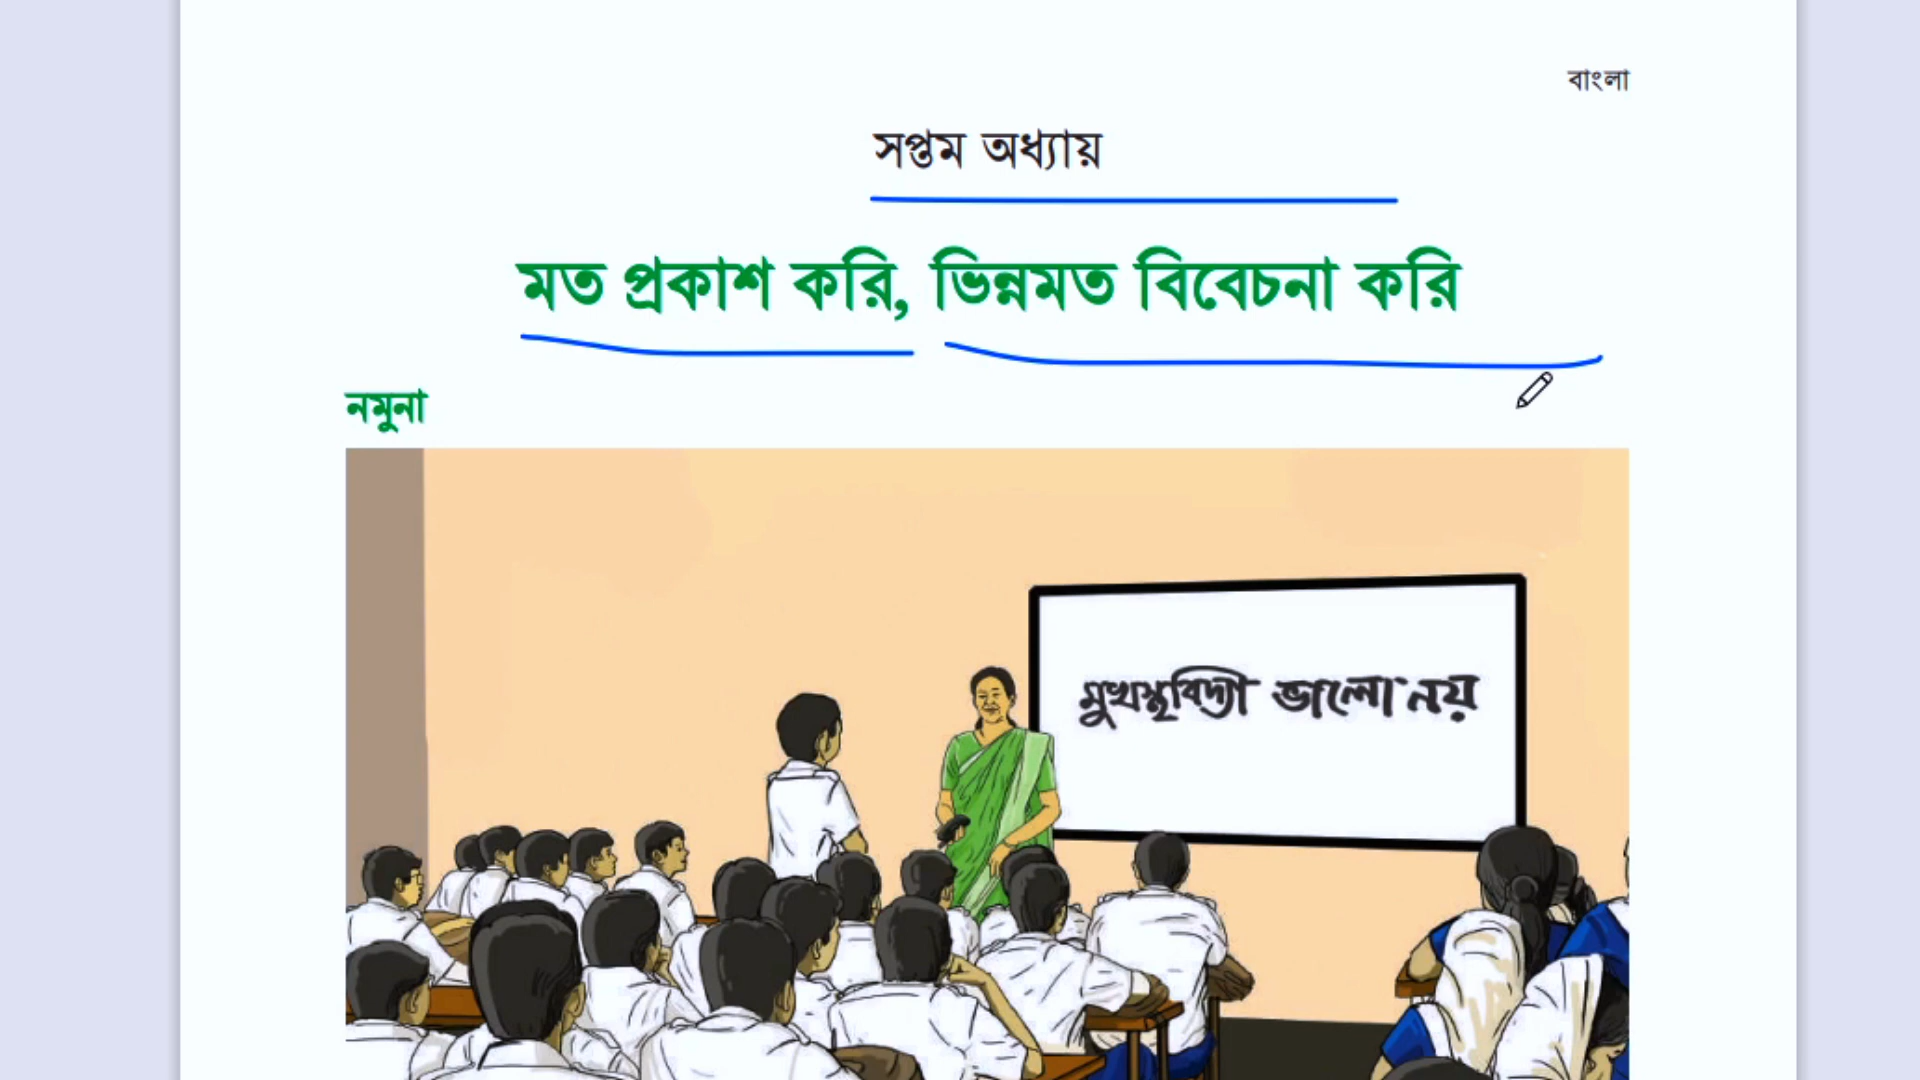 বাংলা
সপ্তম অধ্যায়
মত প্রকাশ করি, ভিন্নমত বিবেচনা করি
নমুনা
মুখস্থবিদ্যা ভালো নয়